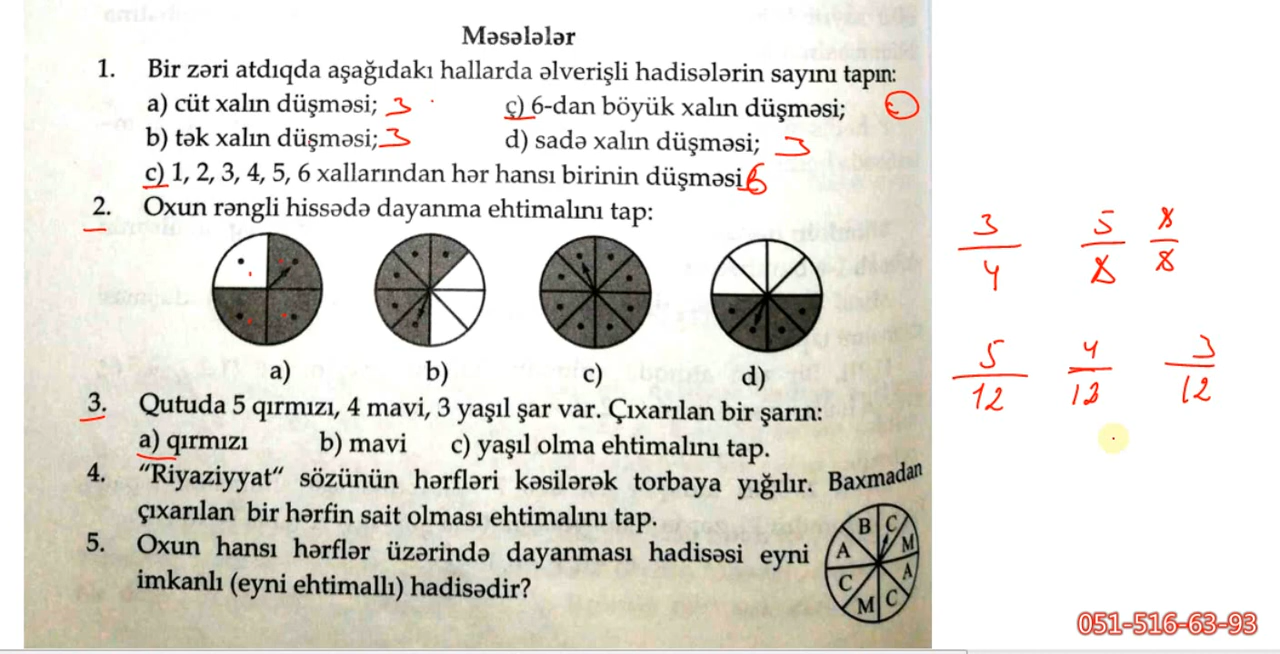 Məsələlər
1. Bir zəri atdıqda aşağıdakı hallarda əlverişli hadisələrin sayını tapın:
a) cüt xalın düşməsi; 3 ç) 6-dan böyük xalın düşməsi; 0
b) tək xalın düşməsi; 3 d) sadə xalın düşməsi; 3
c) 1, 2, 3, 4, 5, 6 xallarından hər hansı birinin düşməsi 6
2. Oxun rəngli hissədə dayanma ehtimalını tap:
3/4 5/8 8/8
a) b) c) d)
5/12 4/12 3/12
3. Qutuda 5 qırmızı, 4 mavi, 3 yaşıl şar var. Çıxarılan bir şarın:
a) qırmızı b) mavi c) yaşıl olma ehtimalını tap.
4. “Riyaziyyat“ sözünün hərfləri kəsilərək torbaya yığılır. Baxmadan
çıxarılan bir hərfin sait olması ehtimalını tap.
5. Oxun hansı hərflər üzərində dayanması hadisəsi eyni
imkanlı (eyni ehtimallı) hadisədir?
B C
A M
C A
M C
051-516-63-93